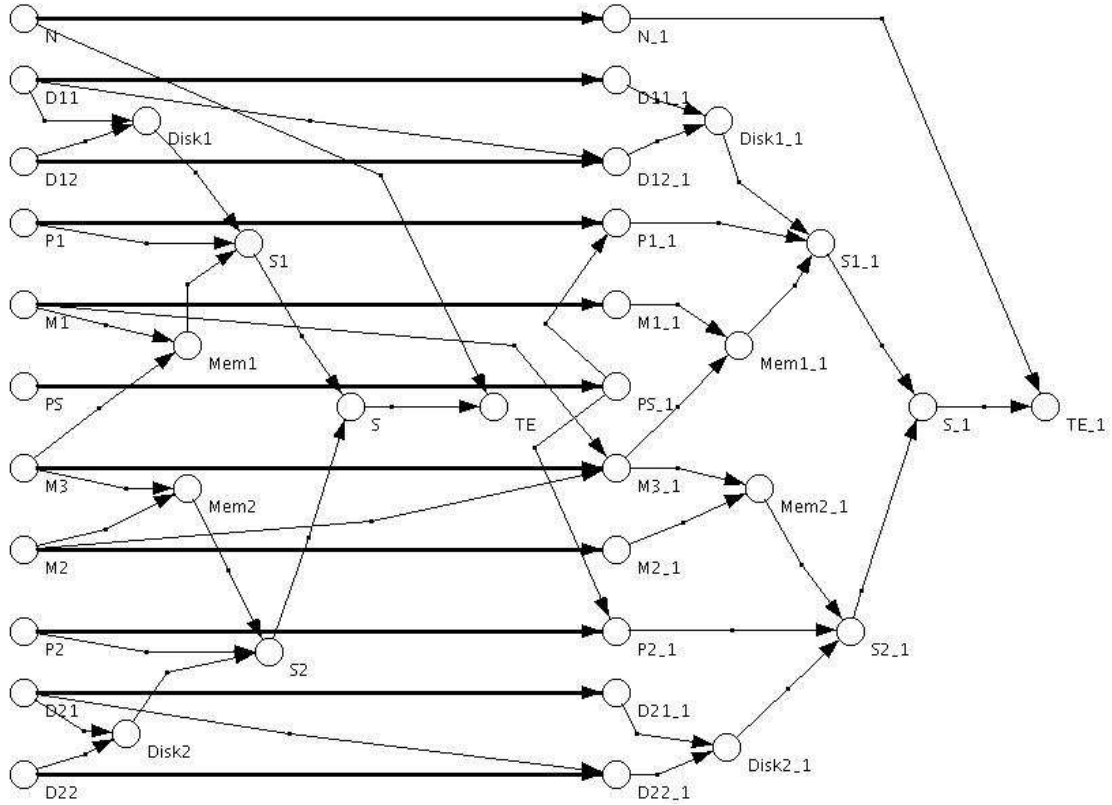 N
N_1
D11
D11_1
Disk1
Disk1_1
D12
D12_1
P1
P1_1
S1
S1_1
M1
M1_1
Mem1
Mem1_1
PS
PS_1
S
TE
S_1
TE_1
M3
M3_1
Mem2
Mem2_1
M2
M2_1
P2
P2_1
S2
S2_1
D21
D21_1
Disk2
Disk2_1
D22
D22_1